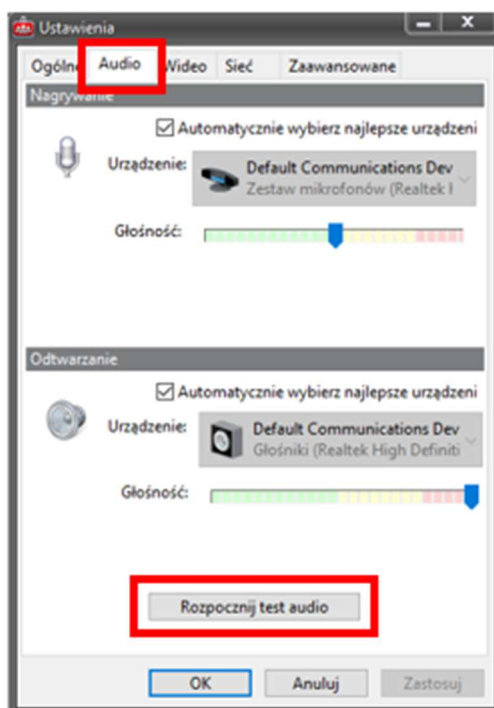 Ustawienia
Ogólne Audio Wideo Sieć Zaawansowane
Nagrywanie
Automatycznie wybierz najlepsze urządzeni
Urządzenie: Default Communications Dev
Zestaw mikrofonów (Realtek H
Głośność:
Odtwarzanie
Automatycznie wybierz najlepsze urządzeni
Urządzenie: Default Communications Dev
Głośniki (Realtek High Definiti
Głośność:
Rozpocznij test audio
OK Anuluj Zastosuj